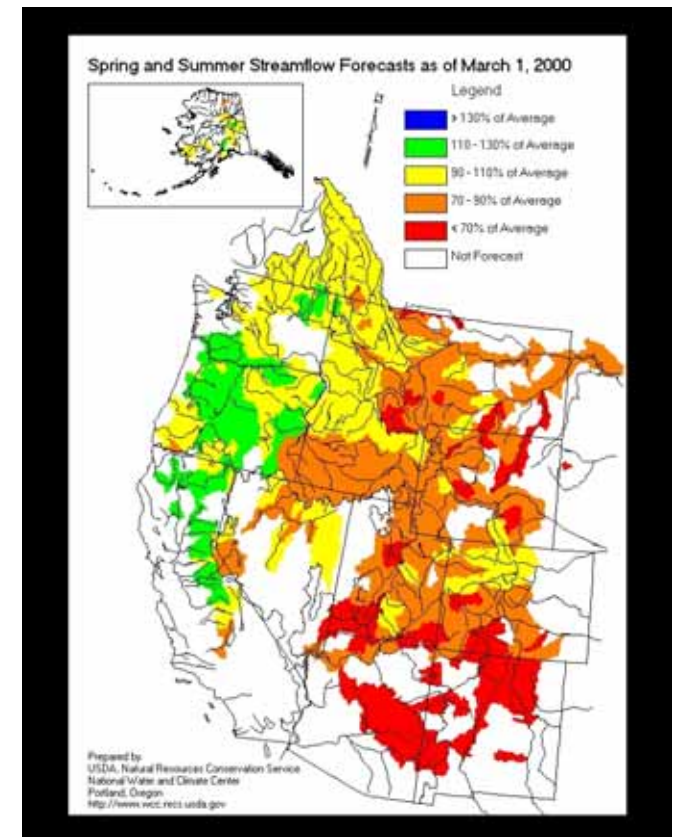 Spring and Summer Streamflow Forecasts as of March 1, 2000
Legend
> 130% of Average
110 - 130% of Average
90 - 110% of Average
70 - 90% of Average
< 70% of Average
Not Forecast
Prepared by
USDA, Natural Resources Conservation Service
National Water and Climate Center
Portland, Oregon
http://www.wcc.nrcs.usda.gov